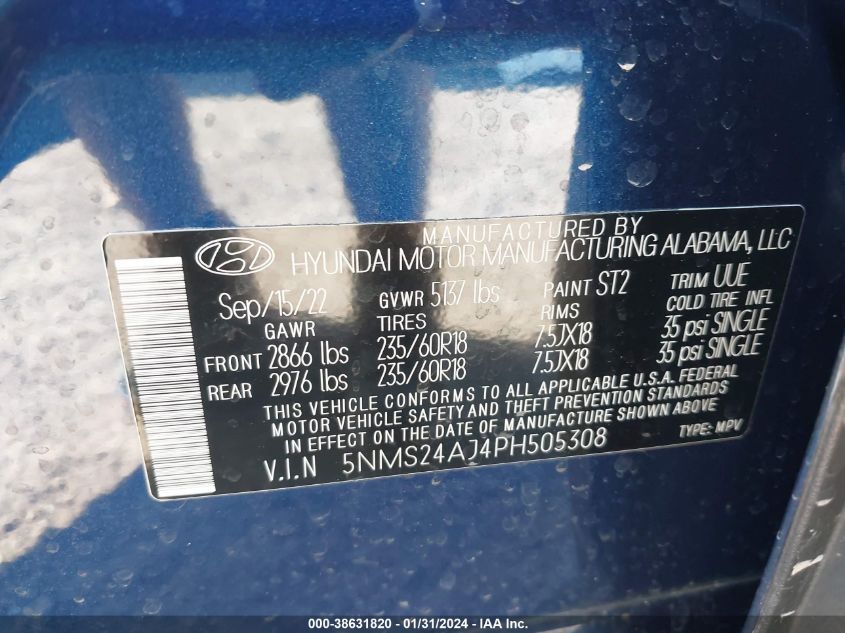 MANUFACTURED BY
HYUNDAI MOTOR MANUFACTURING ALABAMA, LLC
Sep/15/22 GVWR 5137 lbs PAINT ST2 TRIM UUE
GAWR TIRES RIMS COLD TIRE INFL
FRONT 2866 lbs 235/60R18 7.5JX18 35 psi SINGLE
REAR 2976 lbs 235/60R18 7.5JX18 35 psi SINGLE
THIS VEHICLE CONFORMS TO ALL APPLICABLE U.S.A. FEDERAL
MOTOR VEHICLE SAFETY AND THEFT PREVENTION STANDARDS
IN EFFECT ON THE DATE OF MANUFACTURE SHOWN ABOVE
V.I.N 5NMS24AJ4PH505308 TYPE: MPV
000-38631820 - 01/31/2024 - IAA Inc.